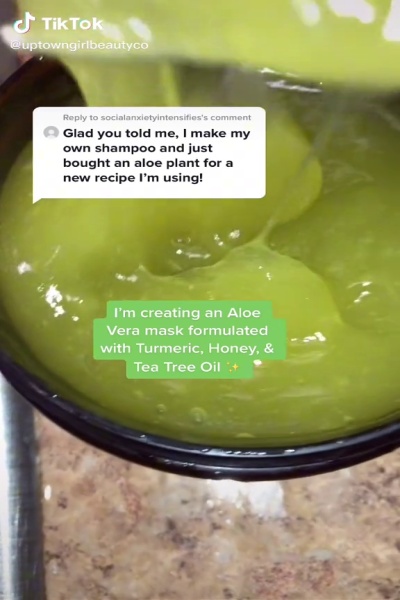 TikTok
@uptowngirlbeautyco
Reply to socialanxietyintensifies's comment
Glad you told me, I make my
own shampoo and just
bought an aloe plant for a
new recipe I'm using!
I'm creating an Aloe
Vera mask formulated
with Turmeric, Honey, &
Tea Tree Oil ✨